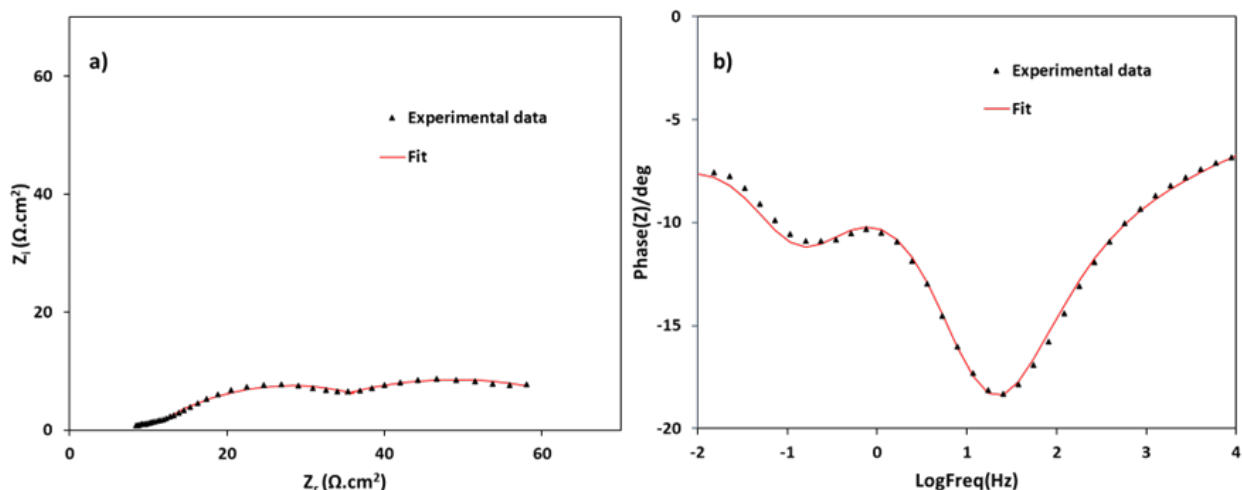 a)
Experimental data
Fit
60
40
20
0
0 20 40 60
Zᵢ (Ω.cm²)
Zᵣ (Ω.cm²)
b)
Experimental data
Fit
0
-5
-10
-15
-20
-2 -1 0 1 2 3 4
Phase(Z)/deg
LogFreq(Hz)